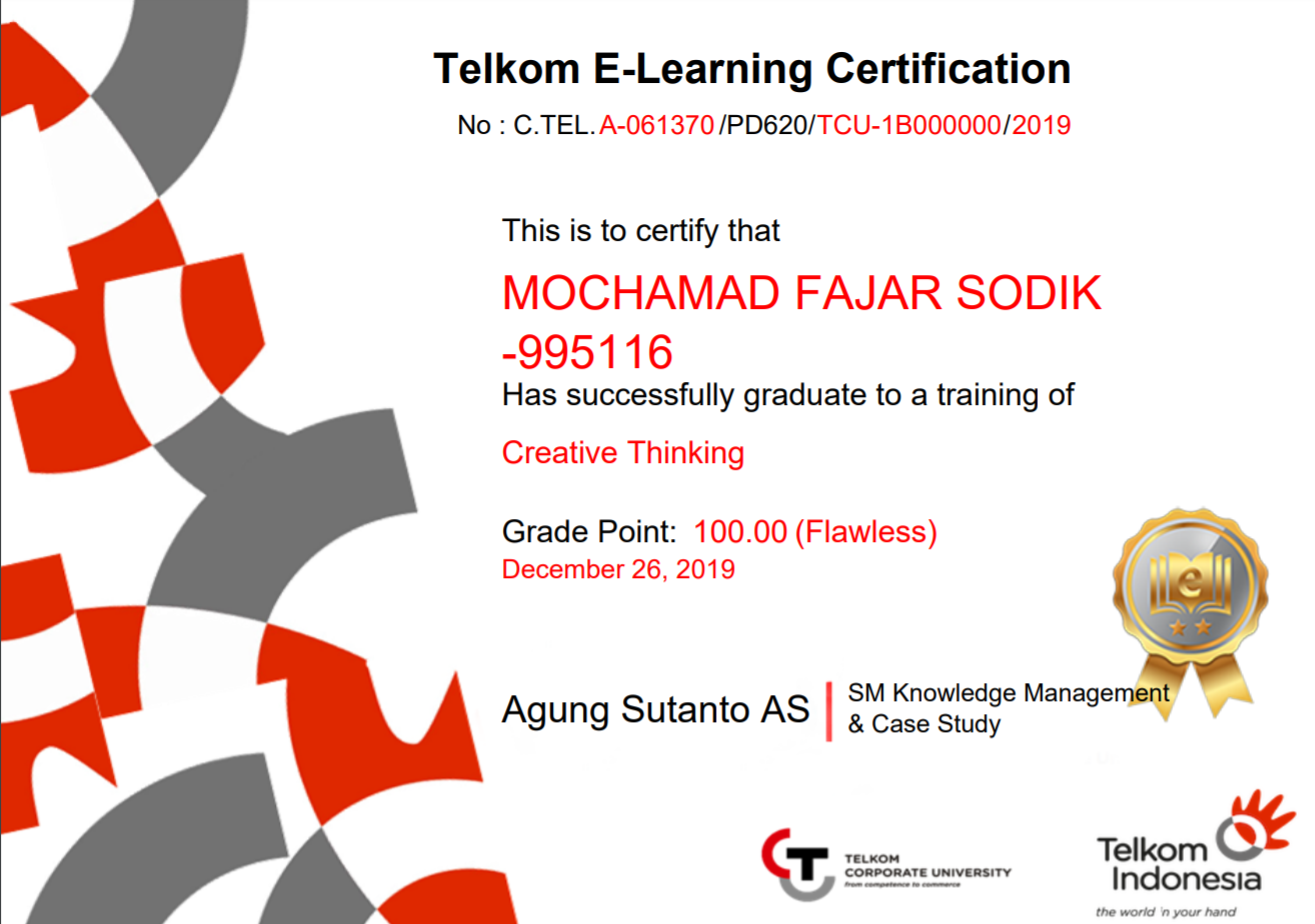 Telkom E-Learning Certification
No : C.TEL.A-061370/PD620/TCU-1B000000/2019
This is to certify that
MOCHAMAD FAJAR SODIK
-995116
Has successfully graduate to a training of
Creative Thinking
Grade Point: 100.00 (Flawless)
December 26, 2019
e
Agung Sutanto AS
SM Knowledge Management
& Case Study
CT
TELKOM
CORPORATE UNIVERSITY
from competence to commerce
Telkom
Indonesia
the world in your hand